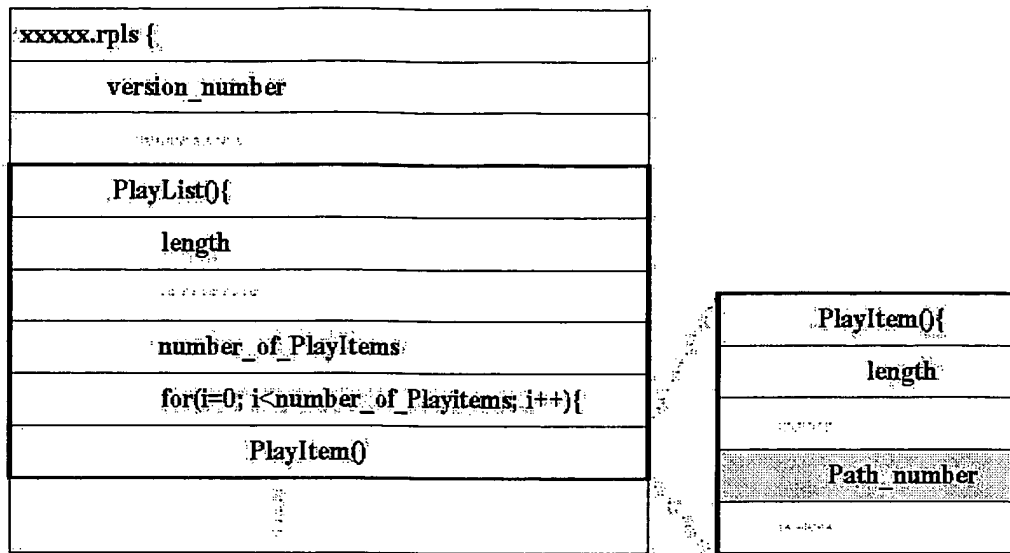 xxxxx.rpls {
version_number
PlayList(){
length
number_of_PlayItems
for(i=0; i<number_of_Playitems; i++){
PlayItem()
PlayItem(){
length
Path_number